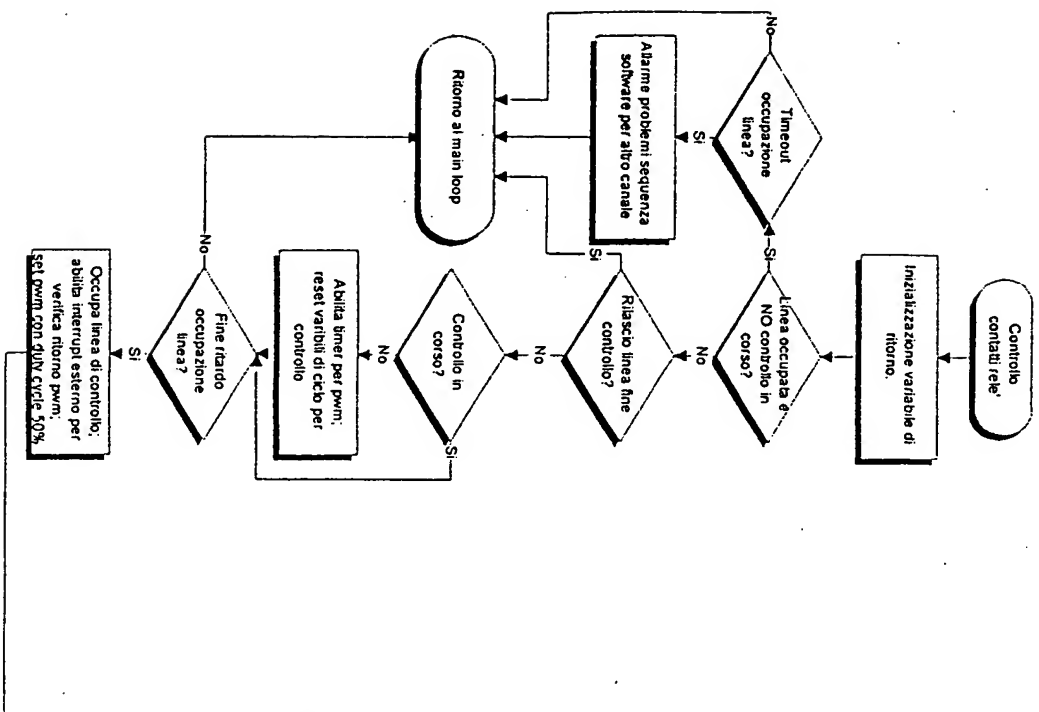 Controllo
contatti rele'
Inizializzazione variabile di
ritorno.
Linea occupata e
NO controllo in
corso?
Si
No
Timeout
occupazione
linea?
No
Si
Allarme problemi sequenza
software per altro canale
Rilascio linea fine
controllo?
Si
No
Ritorno al main loop
Controllo in
corso?
Si
No
Abilita timer per pwm;
reset varibili di ciclo per
controllo
Fine ritardo
occupazione
linea?
No
Si
Occupa linea di controllo;
abilita interrupt esterno per
verifica ritorno pwm;
set pwm con duty cycle 50%